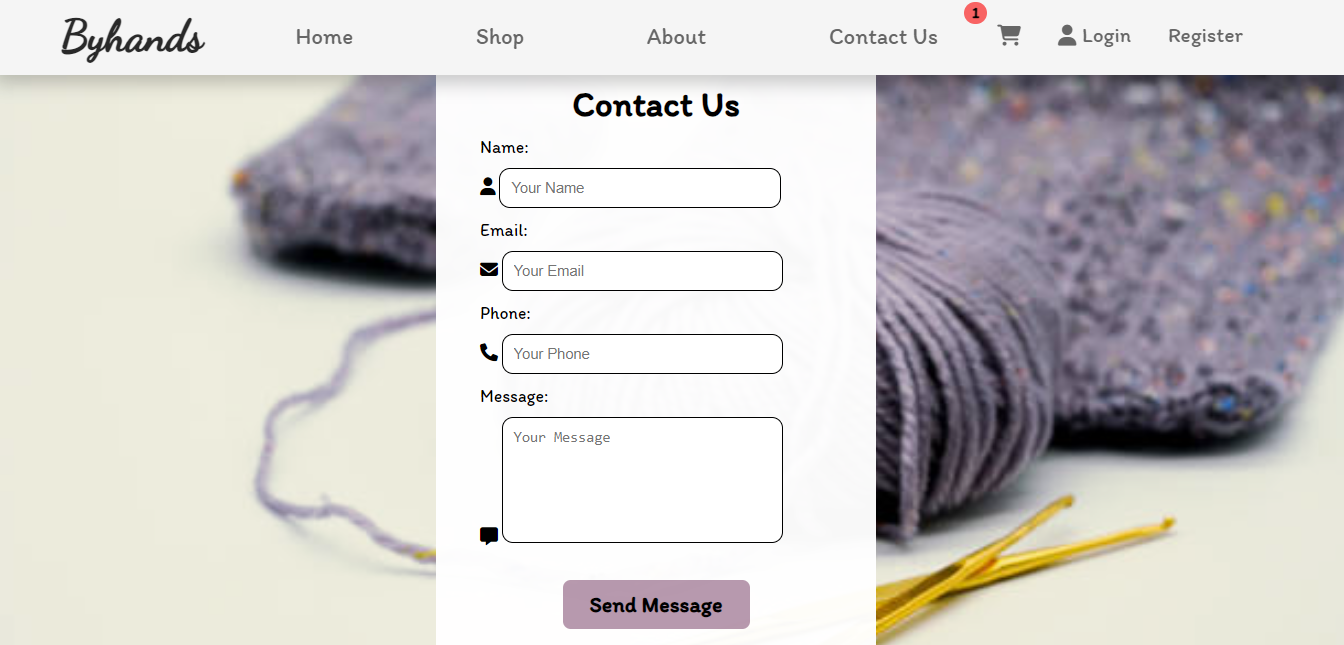 Byhands Home Shop About Contact Us 1 Login Register
Contact Us
Name:
Your Name
Email:
Your Email
Phone:
Your Phone
Message:
Your Message
Send Message